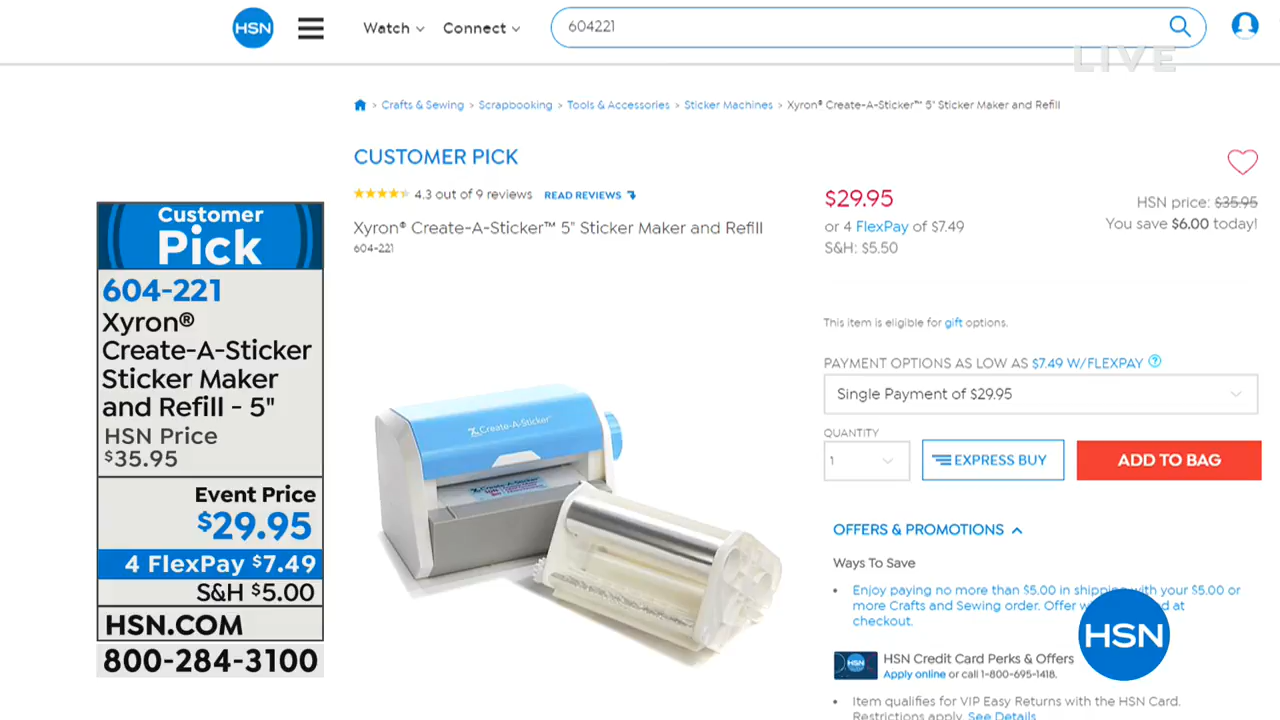 HSN
Watch
Connect
604221
LIVE
Crafts & Sewing > Scrapbooking > Tools & Accessories > Sticker Machines > Xyron® Create-A-Sticker™ 5" Sticker Maker and Refill
CUSTOMER PICK
4.3 out of 9 reviews READ REVIEWS
Xyron® Create-A-Sticker™ 5" Sticker Maker and Refill
604-221
$29.95
or 4 FlexPay of $7.49
S&H: $5.50
HSN price: $35.95
You save $6.00 today!
This item is eligible for gift options.
PAYMENT OPTIONS AS LOW AS $7.49 W/FLEXPAY ?
Single Payment of $29.95
QUANTITY
1
EXPRESS BUY
ADD TO BAG
OFFERS & PROMOTIONS
Ways To Save
• Enjoy paying no more than $5.00 in shipping with your $5.00 or
more Crafts and Sewing order. Offer at
checkout.
HSN
HSN
HSN Credit Card Perks & Offers
Apply online or call 1-800-695-1418.
• Item qualifies for VIP Easy Returns with the HSN Card.
Restrictions apply. See Details
Customer
Pick
604-221
Xyron®
Create-A-Sticker
Sticker Maker
and Refill - 5"
HSN Price
$35.95
Event Price
$29.95
4 FlexPay $7.49
S&H $5.00
HSN.COM
800-284-3100
Create-A-Sticker™
Create-A-Sticker